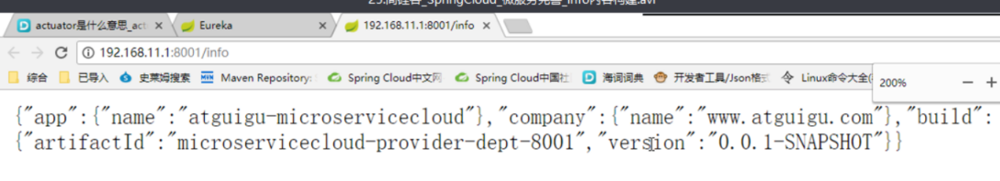 25.尚硅谷_SpringCloud_微服务完善_info内容构建.avi
actuator是什么意思_act
Eureka
192.168.11.1:8001/info
192.168.11.1:8001/info
综合 已导入 史莱姆搜索 Maven Repository: Spring Cloud中文网 Spring Cloud中国社 海词词典 开发者工具/Json格式 Linux命令大全(
200%
{"app":{"name":"atguigu-microservicecloud"},"company":{"name":"www.atguigu.com"},"build":
{"artifactId":"microservicecloud-provider-dept-8001","version":"0.0.1-SNAPSHOT"}}